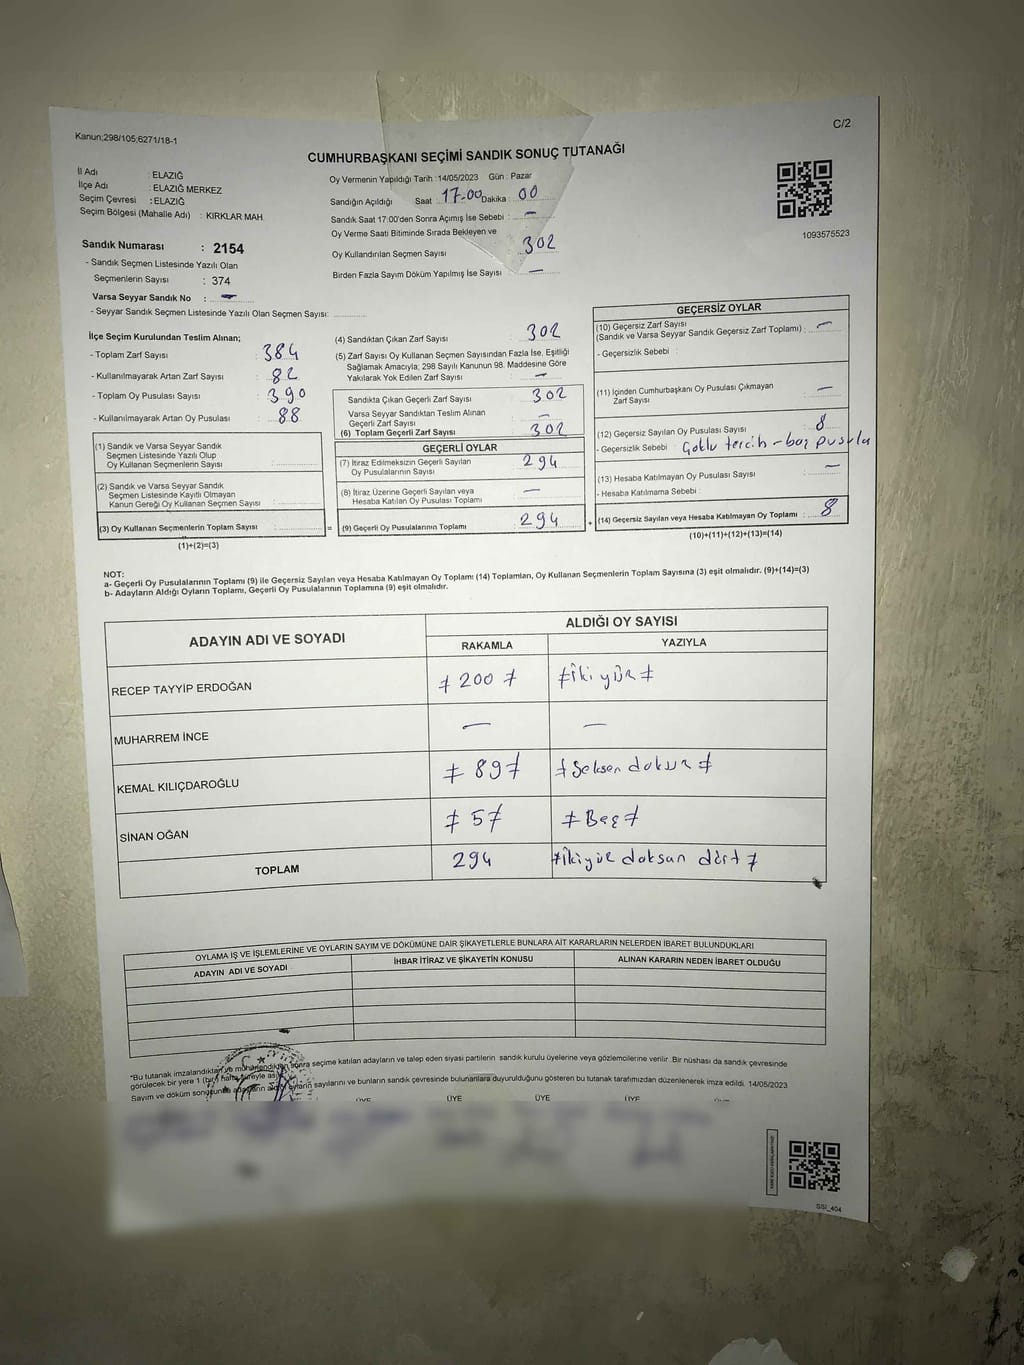 Kanun:298/105;6271/18-1
C/2
CUMHURBAŞKANI SEÇİMİ SANDIK SONUÇ TUTANAĞI
İl Adı : ELAZIĞ
İlçe Adı : ELAZIĞ MERKEZ
Seçim Çevresi : ELAZIĞ
Seçim Bölgesi (Mahalle Adı) : KIRKLAR MAH.
Sandık Numarası : 2154
- Sandık Seçmen Listesinde Yazılı Olan
Seçmenlerin Sayısı : 374
Varsa Seyyar Sandık No : –
- Seyyar Sandık Seçmen Listesinde Yazılı Olan Seçmen Sayısı:
Oy Vermenin Yapıldığı Tarih :14/05/2023 Gün : Pazar
Sandığın Açıldığı Saat : 17.00 Dakika : 00
Sandık Saat 17:00'den Sonra Açımış İse Sebebi : –
Oy Verme Saati Bitiminde Sırada Bekleyen ve
Oy Kullandırılan Seçmen Sayısı 302
Birden Fazla Sayım Döküm Yapılmış İse Sayısı –
1093575523
İlçe Seçim Kurulundan Teslim Alınan;
- Toplam Zarf Sayısı : 384
- Kullanılmayarak Artan Zarf Sayısı : 82
- Toplam Oy Pusulası Sayısı : 390
- Kullanılmayarak Artan Oy Pusulası : 88
(1) Sandık ve Varsa Seyyar Sandık
Seçmen Listesinde Yazılı Olup
Oy Kullanan Seçmenlerin Sayısı :
(2) Sandık ve Varsa Seyyar Sandık
Seçmen Listesinde Kayıtlı Olmayan
Kanun Gereği Oy Kullanan Seçmen Sayısı :
(3) Oy Kullanan Seçmenlerin Toplam Sayısı : =
(1)+(2)=(3)
(4) Sandıktan Çıkan Zarf Sayısı : 302
(5) Zarf Sayısı Oy Kullanan Seçmen Sayısından Fazla İse, Eşitliği
Sağlamak Amacıyla; 298 Sayılı Kanunun 98. Maddesine Göre
Yakılarak Yok Edilen Zarf Sayısı : –
Sandıkta Çıkan Geçerli Zarf Sayısı : 302
Varsa Seyyar Sandıktan Teslim Alınan
Geçerli Zarf Sayısı : –
(6) Toplam Geçerli Zarf Sayısı : 302
GEÇERLİ OYLAR
(7) İtiraz Edilmeksizin Geçerli Sayılan
Oy Pusulalarının Sayısı : 294
(8) İtiraz Üzerine Geçerli Sayılan veya
Hesaba Katılan Oy Pusulası Toplamı : –
(9) Geçerli Oy Pusulalarının Toplamı : 294 +
GEÇERSİZ OYLAR
(10) Geçersiz Zarf Sayısı
(Sandık ve Varsa Seyyar Sandık Geçersiz Zarf Toplamı) : –
- Geçersizlik Sebebi :
(11) İçinden Cumhurbaşkanı Oy Pusulası Çıkmayan
Zarf Sayısı : –
(12) Geçersiz Sayılan Oy Pusulası Sayısı : 8
- Geçersizlik Sebebi : Çoklu tercih - boş pusula
(13) Hesaba Katılmayan Oy Pusulası Sayısı : –
- Hesaba Katılmama Sebebi :
(14) Geçersiz Sayılan veya Hesaba Katılmayan Oy Toplamı : 8
(10)+(11)+(12)+(13)=(14)
NOT:
a- Geçerli Oy Pusulalarının Toplamı (9) ile Geçersiz Sayılan veya Hesaba Katılmayan Oy Toplamı (14) Toplamları, Oy Kullanan Seçmenlerin Toplam Sayısına (3) eşit olmalıdır. (9)+(14)=(3)
b- Adayların Aldığı Oyların Toplamı, Geçerli Oy Pusulalarının Toplamına (9) eşit olmalıdır.
ADAYIN ADI VE SOYADI
ALDIĞI OY SAYISI
RAKAMLA YAZIYLA
RECEP TAYYİP ERDOĞAN ≠ 200 ≠ ≠ İki yüz ≠
MUHARREM İNCE – –
KEMAL KILIÇDAROĞLU ≠ 89 ≠ ≠ Seksen dokuz ≠
SİNAN OĞAN ≠ 5 ≠ ≠ Beş ≠
TOPLAM 294 ≠ İkiyüz doksan dört ≠
OYLAMA İŞ VE İŞLEMLERİNE VE OYLARIN SAYIM VE DÖKÜMÜNE DAİR ŞİKAYETLERLE BUNLARA AİT KARARLARIN NELERDEN İBARET BULUNDUKLARI
ADAYIN ADI VE SOYADI İHBAR İTİRAZ VE ŞİKAYETİN KONUSU ALINAN KARARIN NEDEN İBARET OLDUĞU
"Bu tutanak imzalandıktan ve mühürlendikten sonra seçime katılan adayların ve talep eden siyasi partilerin sandık kurulu üyelerine veya gözlemcilerine verilir. Bir nüshası da sandık çevresinde
görülecek bir yere 1 (bir) hafta süreyle asılır.
Sayım ve döküm sonucunda adayların aldığı oyların sayılarını ve bunların sandık çevresinde bulunanlara duyurulduğunu gösteren bu tutanak tarafımızdan düzenlenerek imza edildi. 14/05/2023
ÜYE ÜYE ÜYE ÜYE
SSI_404